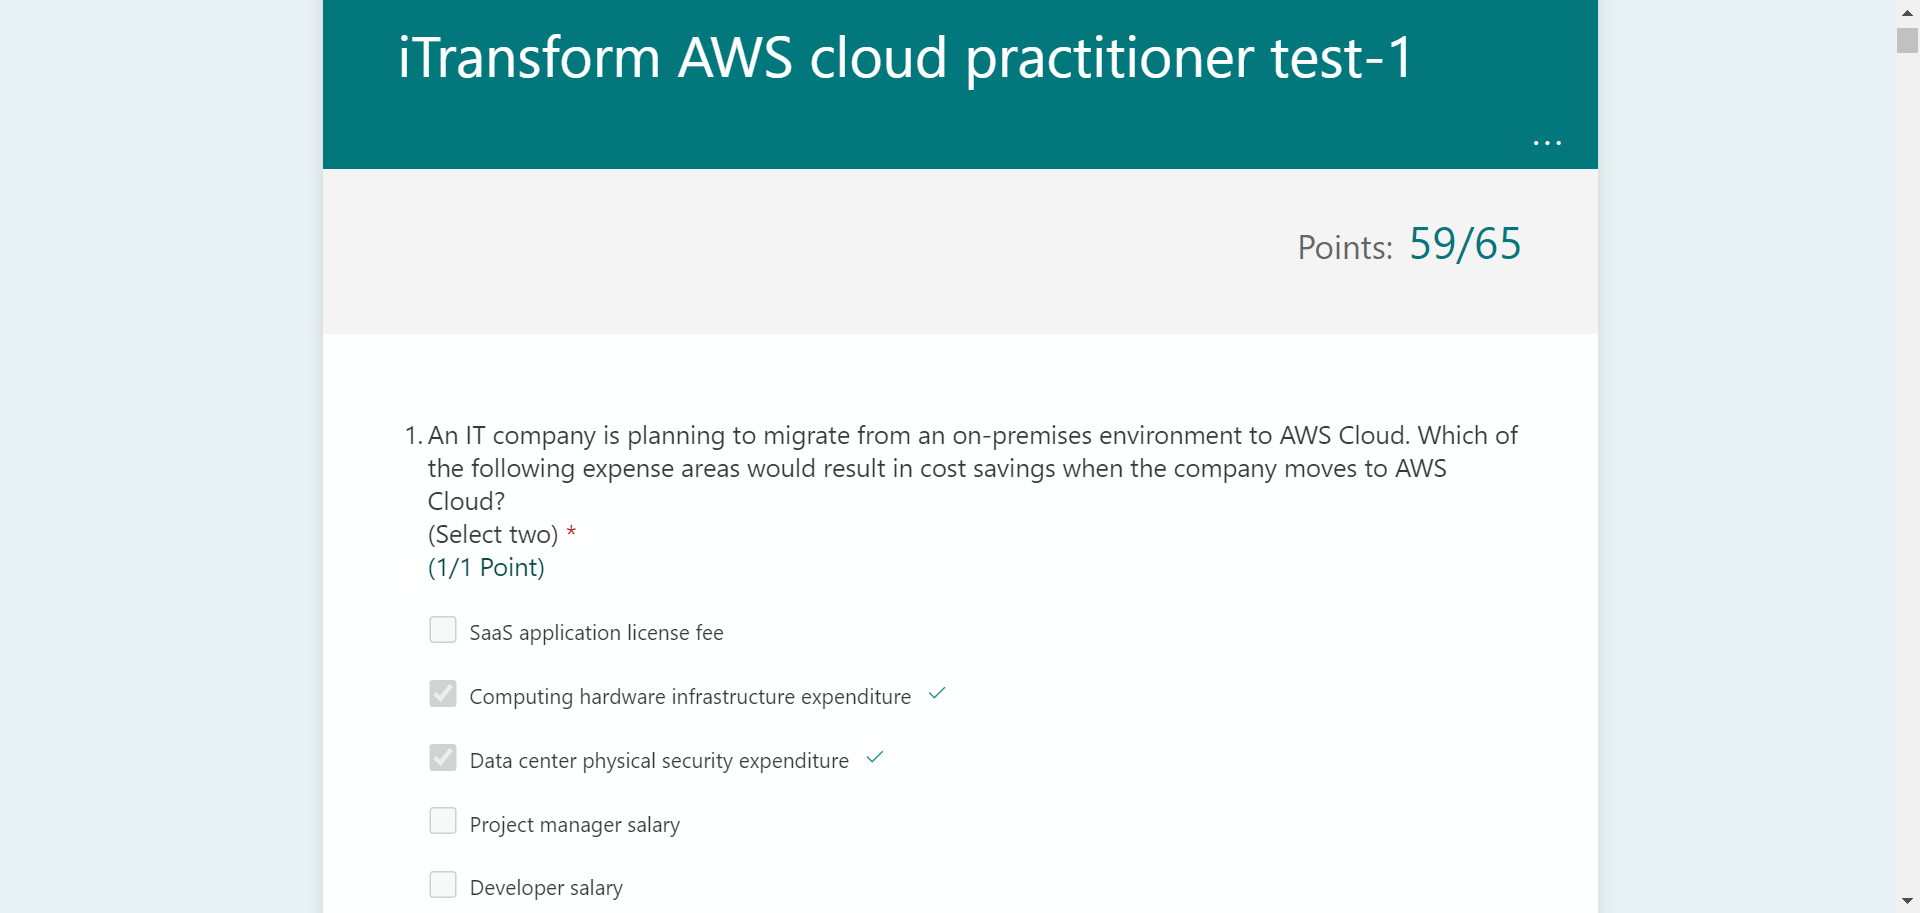 iTransform AWS cloud practitioner test-1
...
Points: 59/65
1. An IT company is planning to migrate from an on-premises environment to AWS Cloud. Which of
the following expense areas would result in cost savings when the company moves to AWS
Cloud?
(Select two) *
(1/1 Point)
SaaS application license fee
Computing hardware infrastructure expenditure
Data center physical security expenditure
Project manager salary
Developer salary